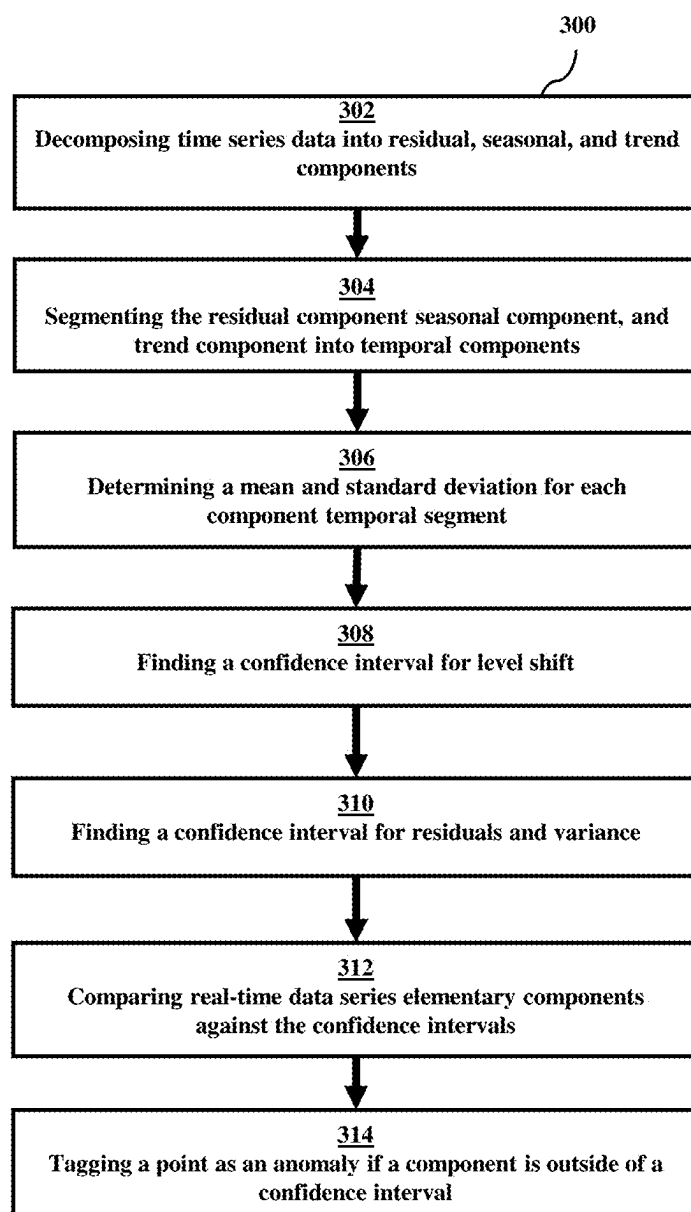 300
302
Decomposing time series data into residual, seasonal, and trend
components
304
Segmenting the residual component seasonal component, and
trend component into temporal components
306
Determining a mean and standard deviation for each
component temporal segment
308
Finding a confidence interval for level shift
310
Finding a confidence interval for residuals and variance
312
Comparing real-time data series elementary components
against the confidence intervals
314
Tagging a point as an anomaly if a component is outside of a
confidence interval